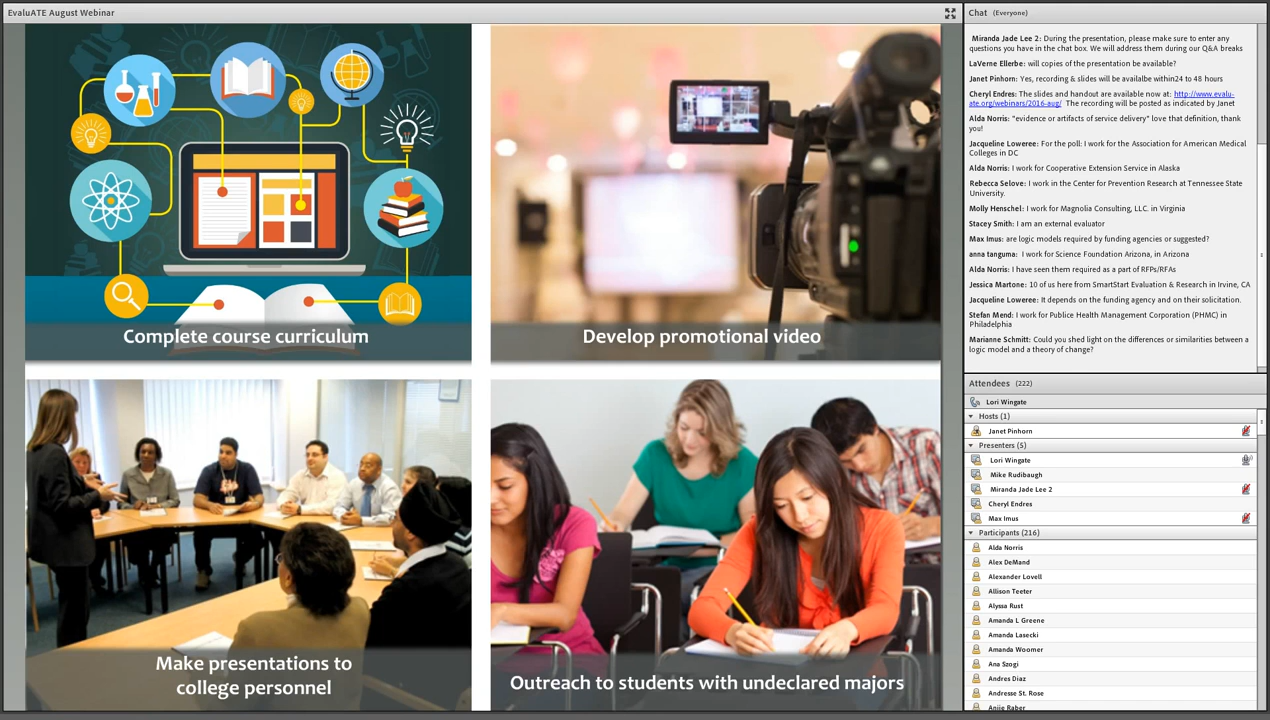 EvaluATE August Webinar
Complete course curriculum
Develop promotional video
Make presentations to
college personnel
Outreach to students with undeclared majors
Chat (Everyone)
Miranda Jade Lee 2: During the presentation, please make sure to enter any
questions you have in the chat box. We will address them during our Q&A breaks
LaVerne Ellerbe: will copies of the presentation be available?
Janet Pinhorn: Yes, recording & slides will be availalbe within24 to 48 hours
Cheryl Endres: The slides and handout are available now at: http://www.evalu-
ate.org/webinars/2016-aug/ The recording will be posted as indicated by Janet
Alda Norris: "evidence or artifacts of service delivery" love that definition, thank
you!
Jacqueline Loweree: For the poll: I work for the Association for American Medical
Colleges in DC
Alda Norris: I work for Cooperative Extension Service in Alaska
Rebecca Selove: I work in the Center for Prevention Research at Tennessee State
University.
Molly Henschel: I work for Magnolia Consulting, LLC. in Virginia
Stacey Smith: I am an external evaluator
Max Imus: are logic models required by funding agencies or suggested?
anna tanguma: I work for Science Foundation Arizona, in Arizona
Alda Norris: I have seen them required as a part of RFPs/RFAs
Jessica Martone: 10 of us here from SmartStart Evaluation & Research in Irvine, CA
Jacqueline Loweree: It depends on the funding agency and on their solicitation.
Stefan Mend: I work for Publice Health Management Corporation (PHMC) in
Philadelphia
Marianne Schmitt: Could you shed light on the differences or similarities between a
logic model and a theory of change?
Attendees (222)
Lori Wingate
Hosts (1)
Janet Pinhorn
Presenters (5)
Lori Wingate
Mike Rudibaugh
Miranda Jade Lee 2
Cheryl Endres
Max Imus
Participants (216)
Alda Norris
Alex DeMand
Alexander Lovell
Allison Teeter
Alyssa Rust
Amanda L Greene
Amanda Lasecki
Amanda Woomer
Ana Szogi
Andres Diaz
Andresse St. Rose
Anjie Raber